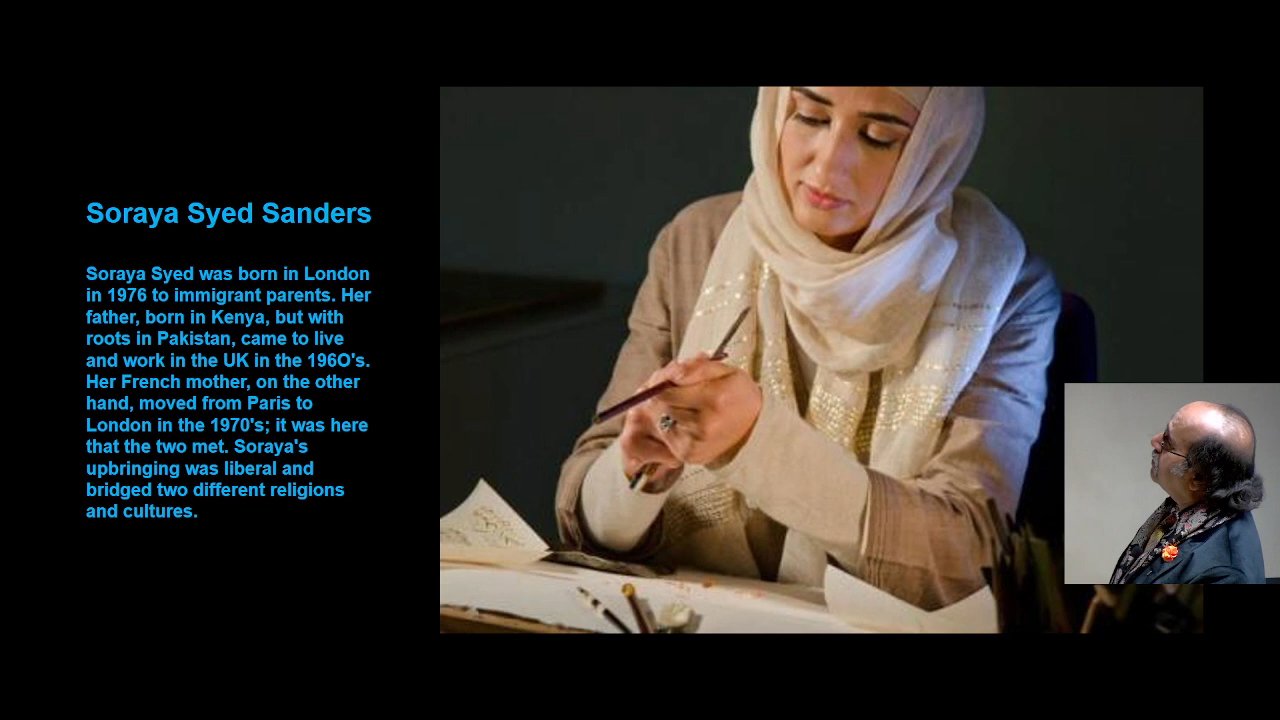 Soraya Syed Sanders
Soraya Syed was born in London
in 1976 to immigrant parents. Her
father, born in Kenya, but with
roots in Pakistan, came to live
and work in the UK in the 196O's.
Her French mother, on the other
hand, moved from Paris to
London in the 1970's; it was here
that the two met. Soraya's
upbringing was liberal and
bridged two different religions
and cultures.